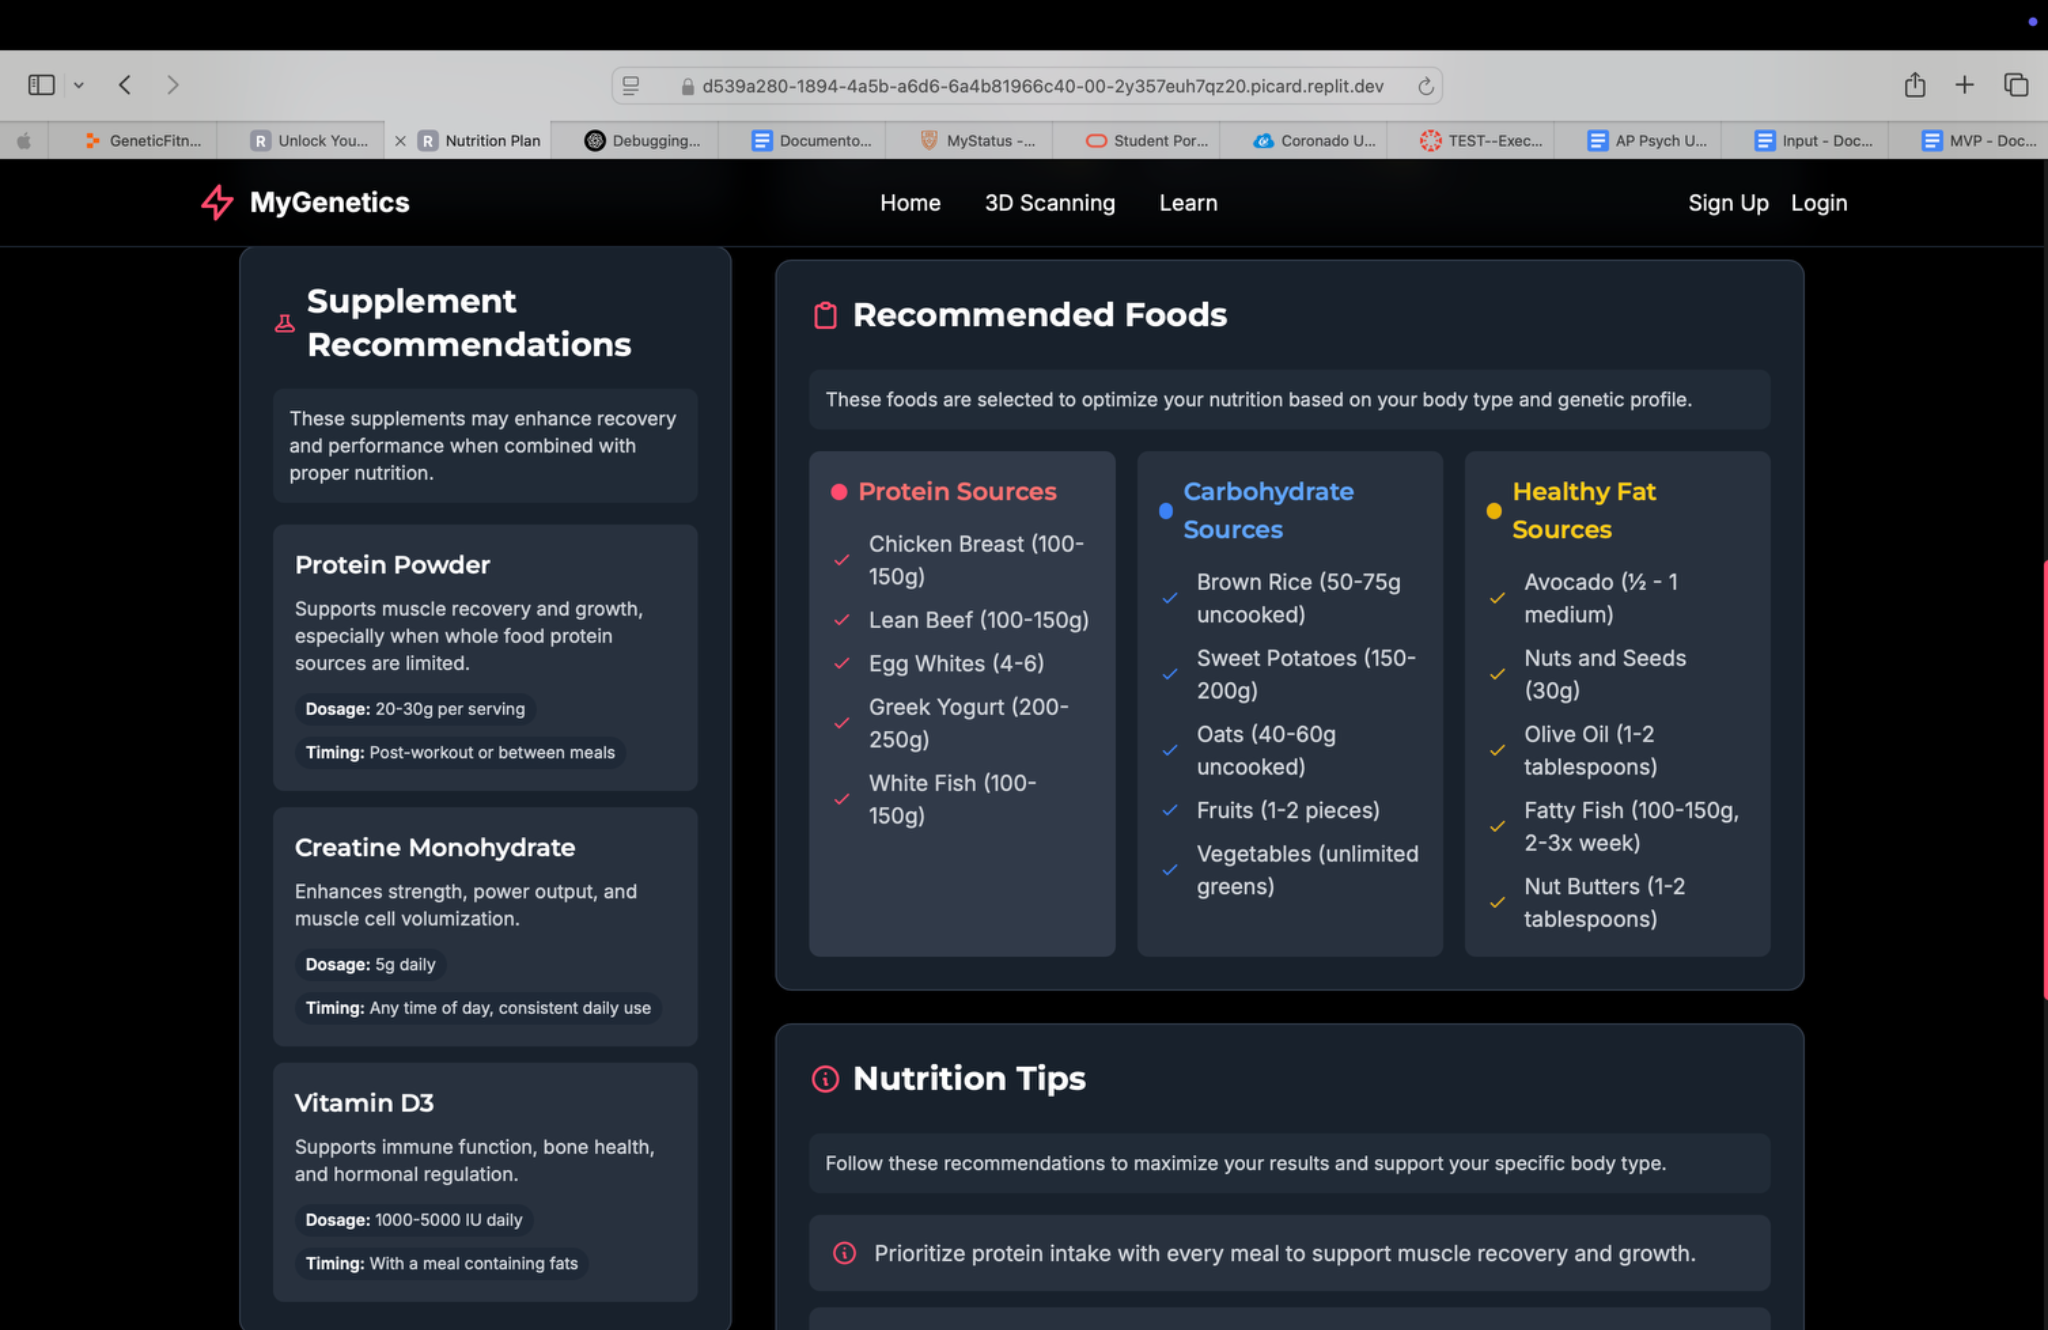 d539a280-1894-4a5b-a6d6-6a4b81966c40-00-2y357euh7qz20.picard.replit.dev
GeneticFitn...
Unlock You...
Nutrition Plan
Debugging...
Documento...
MyStatus -...
Student Por...
Coronado U...
TEST--Exec...
AP Psych U...
Input - Doc...
MVP - Doc...
MyGenetics
Home
3D Scanning
Learn
Sign Up
Login
Supplement
Recommendations
These supplements may enhance recovery
and performance when combined with
proper nutrition.
Protein Powder
Supports muscle recovery and growth,
especially when whole food protein
sources are limited.
Dosage: 20-30g per serving
Timing: Post-workout or between meals
Creatine Monohydrate
Enhances strength, power output, and
muscle cell volumization.
Dosage: 5g daily
Timing: Any time of day, consistent daily use
Vitamin D3
Supports immune function, bone health,
and hormonal regulation.
Dosage: 1000-5000 IU daily
Timing: With a meal containing fats
Recommended Foods
These foods are selected to optimize your nutrition based on your body type and genetic profile.
Protein Sources
Chicken Breast (100-
150g)
Lean Beef (100-150g)
Egg Whites (4-6)
Greek Yogurt (200-
250g)
White Fish (100-
150g)
Carbohydrate
Sources
Brown Rice (50-75g
uncooked)
Sweet Potatoes (150-
200g)
Oats (40-60g
uncooked)
Fruits (1-2 pieces)
Vegetables (unlimited
greens)
Healthy Fat
Sources
Avocado (½ - 1
medium)
Nuts and Seeds
(30g)
Olive Oil (1-2
tablespoons)
Fatty Fish (100-150g,
2-3x week)
Nut Butters (1-2
tablespoons)
Nutrition Tips
Follow these recommendations to maximize your results and support your specific body type.
Prioritize protein intake with every meal to support muscle recovery and growth.